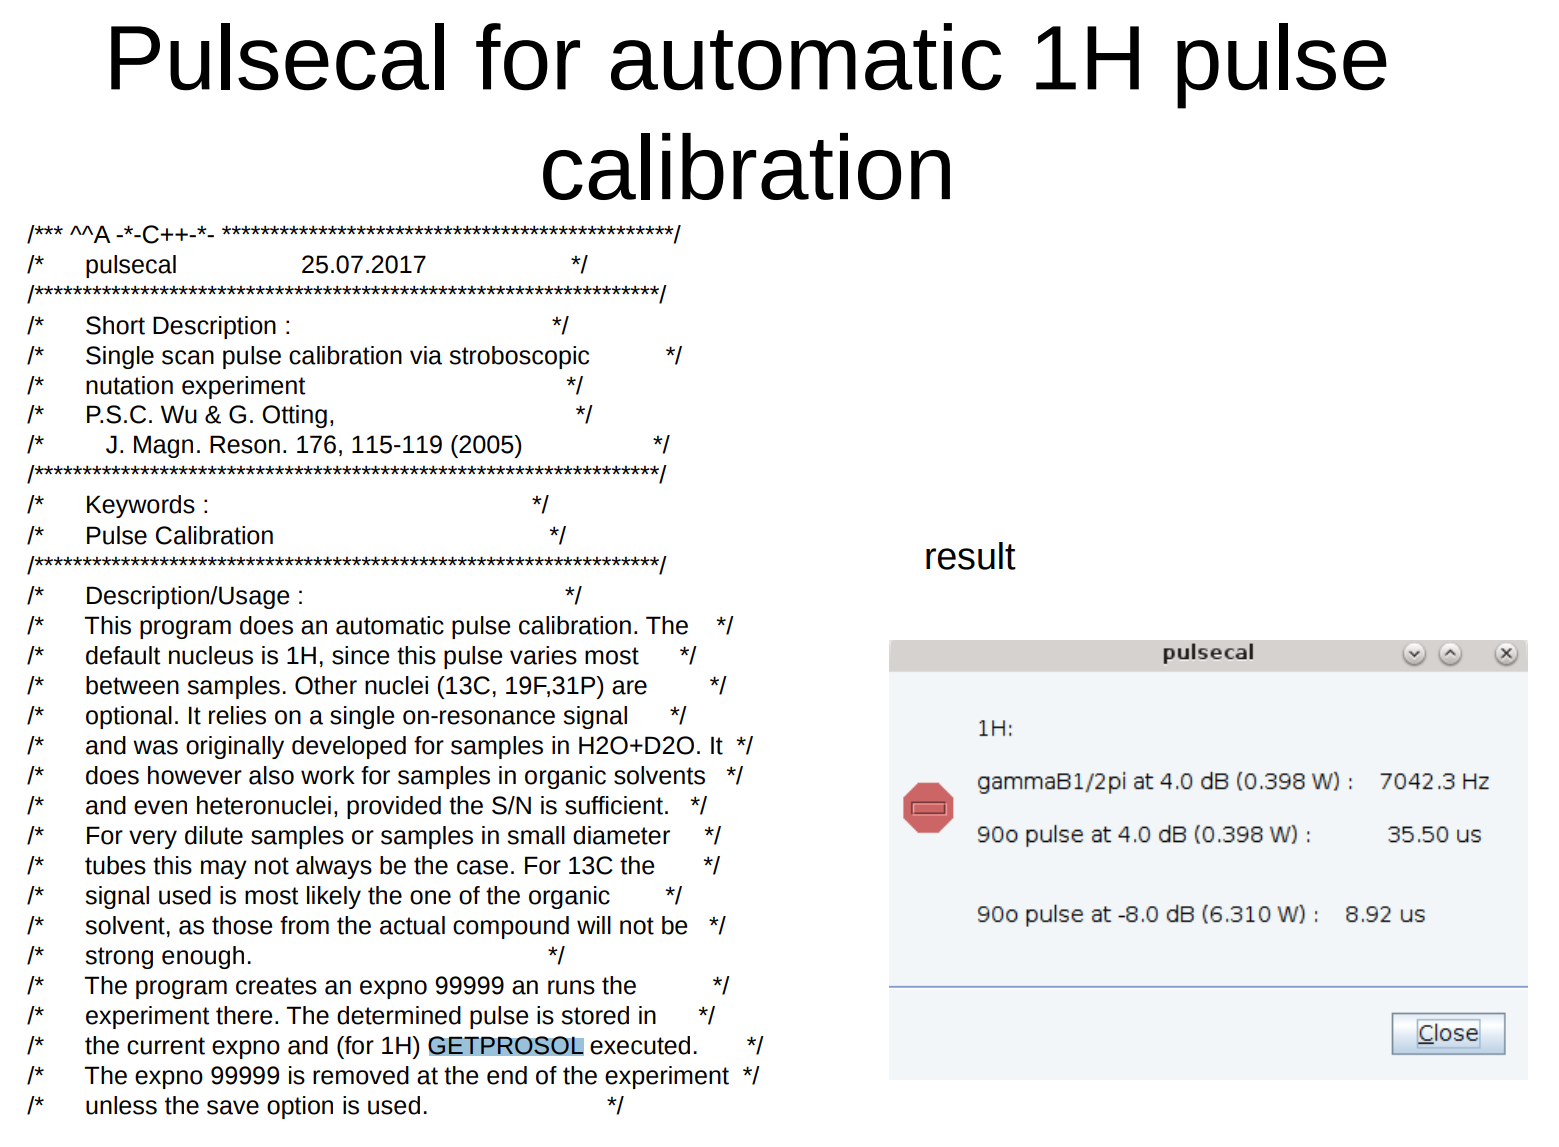 Pulsecal for automatic 1H pulse
calibration
/*** ^^A -*-C++-*- ***********************************************/
/* pulsecal 25.07.2017 */
/*****************************************************************/
/* Short Description : */
/* Single scan pulse calibration via stroboscopic */
/* nutation experiment */
/* P.S.C. Wu & G. Otting, */
/* J. Magn. Reson. 176, 115-119 (2005) */
/*****************************************************************/
/* Keywords : */
/* Pulse Calibration */
/*****************************************************************/
/* Description/Usage : */
/* This program does an automatic pulse calibration. The */
/* default nucleus is 1H, since this pulse varies most */
/* between samples. Other nuclei (13C, 19F,31P) are */
/* optional. It relies on a single on-resonance signal */
/* and was originally developed for samples in H2O+D2O. It */
/* does however also work for samples in organic solvents */
/* and even heteronuclei, provided the S/N is sufficient. */
/* For very dilute samples or samples in small diameter */
/* tubes this may not always be the case. For 13C the */
/* signal used is most likely the one of the organic */
/* solvent, as those from the actual compound will not be */
/* strong enough. */
/* The program creates an expno 99999 an runs the */
/* experiment there. The determined pulse is stored in */
/* the current expno and (for 1H) GETPROSOL executed. */
/* The expno 99999 is removed at the end of the experiment */
/* unless the save option is used. */
result
pulsecal
1H:
gammaB1/2pi at 4.0 dB (0.398 W) : 7042.3 Hz
90o pulse at 4.0 dB (0.398 W) : 35.50 us
90o pulse at -8.0 dB (6.310 W) : 8.92 us
Close